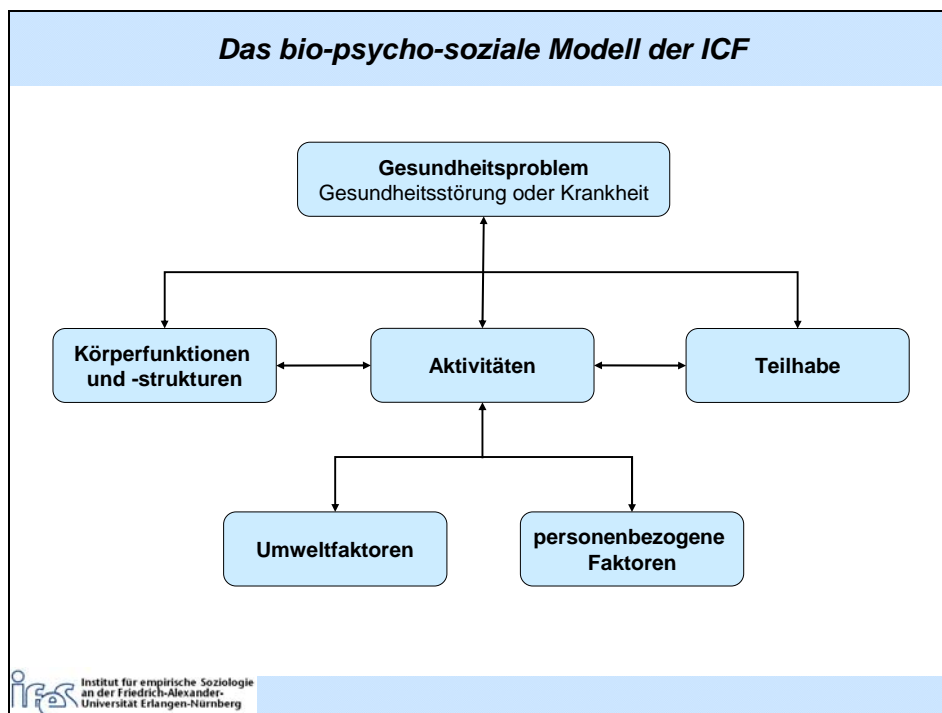 Das bio-psycho-soziale Modell der ICF
Gesundheitsproblem
Gesundheitsstörung oder Krankheit
Körperfunktionen
und -strukturen
Aktivitäten
Teilhabe
Umweltfaktoren
personenbezogene
Faktoren
ifes
Institut für empirische Soziologie
an der Friedrich-Alexander-
Universität Erlangen-Nürnberg